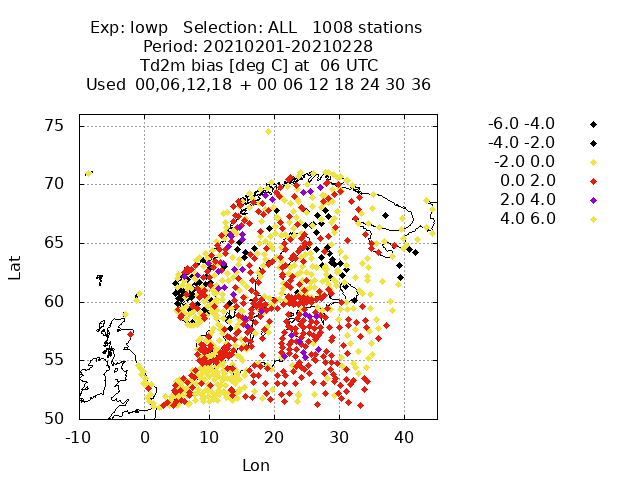 Exp: lowp   Selection: ALL   1008 stations
Period: 20210201-20210228
Td2m bias [deg C] at  06 UTC
Used  00,06,12,18 + 00 06 12 18 24 30 36
-6.0 -4.0
-4.0 -2.0
-2.0 0.0
0.0 2.0
2.0 4.0
4.0 6.0
75
70
65
60
55
50
Lat
-10 0 10 20 30 40
Lon